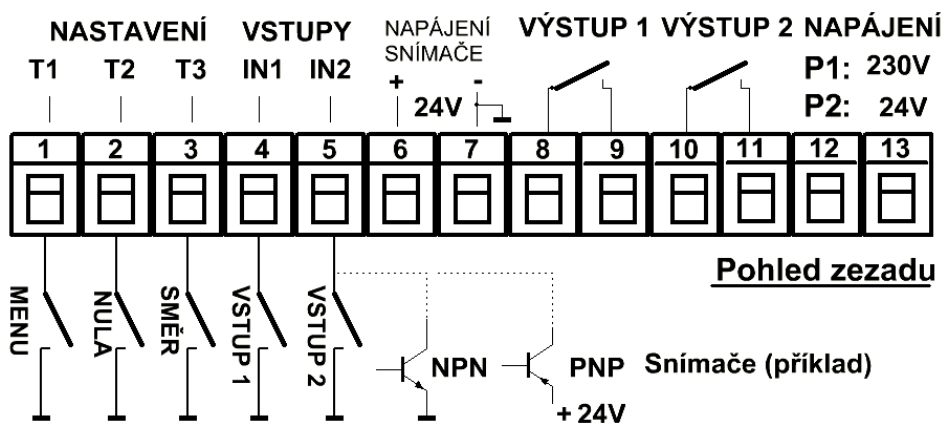 NASTAVENÍ VSTUPY NAPÁJENÍ SNÍMAČE VÝSTUP 1 VÝSTUP 2 NAPÁJENÍ
T1 T2 T3 IN1 IN2 + 24V - P1: 230V
P2: 24V
1 2 3 4 5 6 7 8 9 10 11 12 13
Pohled zezadu
MENU
NULA
SMĚR
VSTUP 1
VSTUP 2
NPN
PNP
+ 24V
Snímače (příklad)